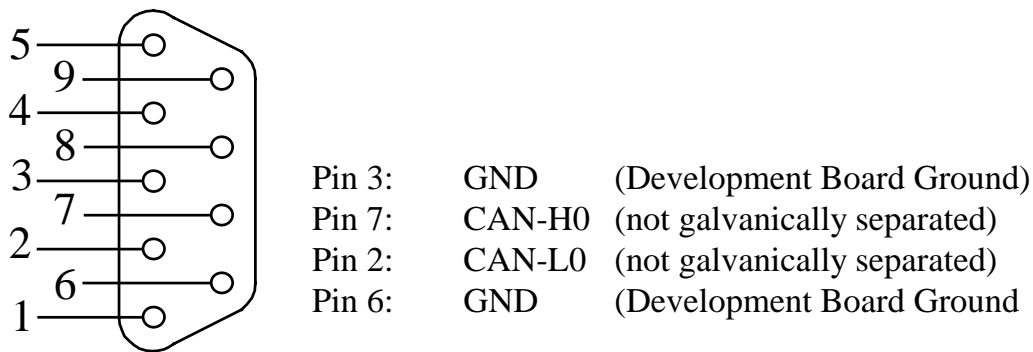 5
9
4
8
3
7
2
6
1
Pin 3: GND (Development Board Ground)
Pin 7: CAN-H0 (not galvanically separated)
Pin 2: CAN-L0 (not galvanically separated)
Pin 6: GND (Development Board Ground